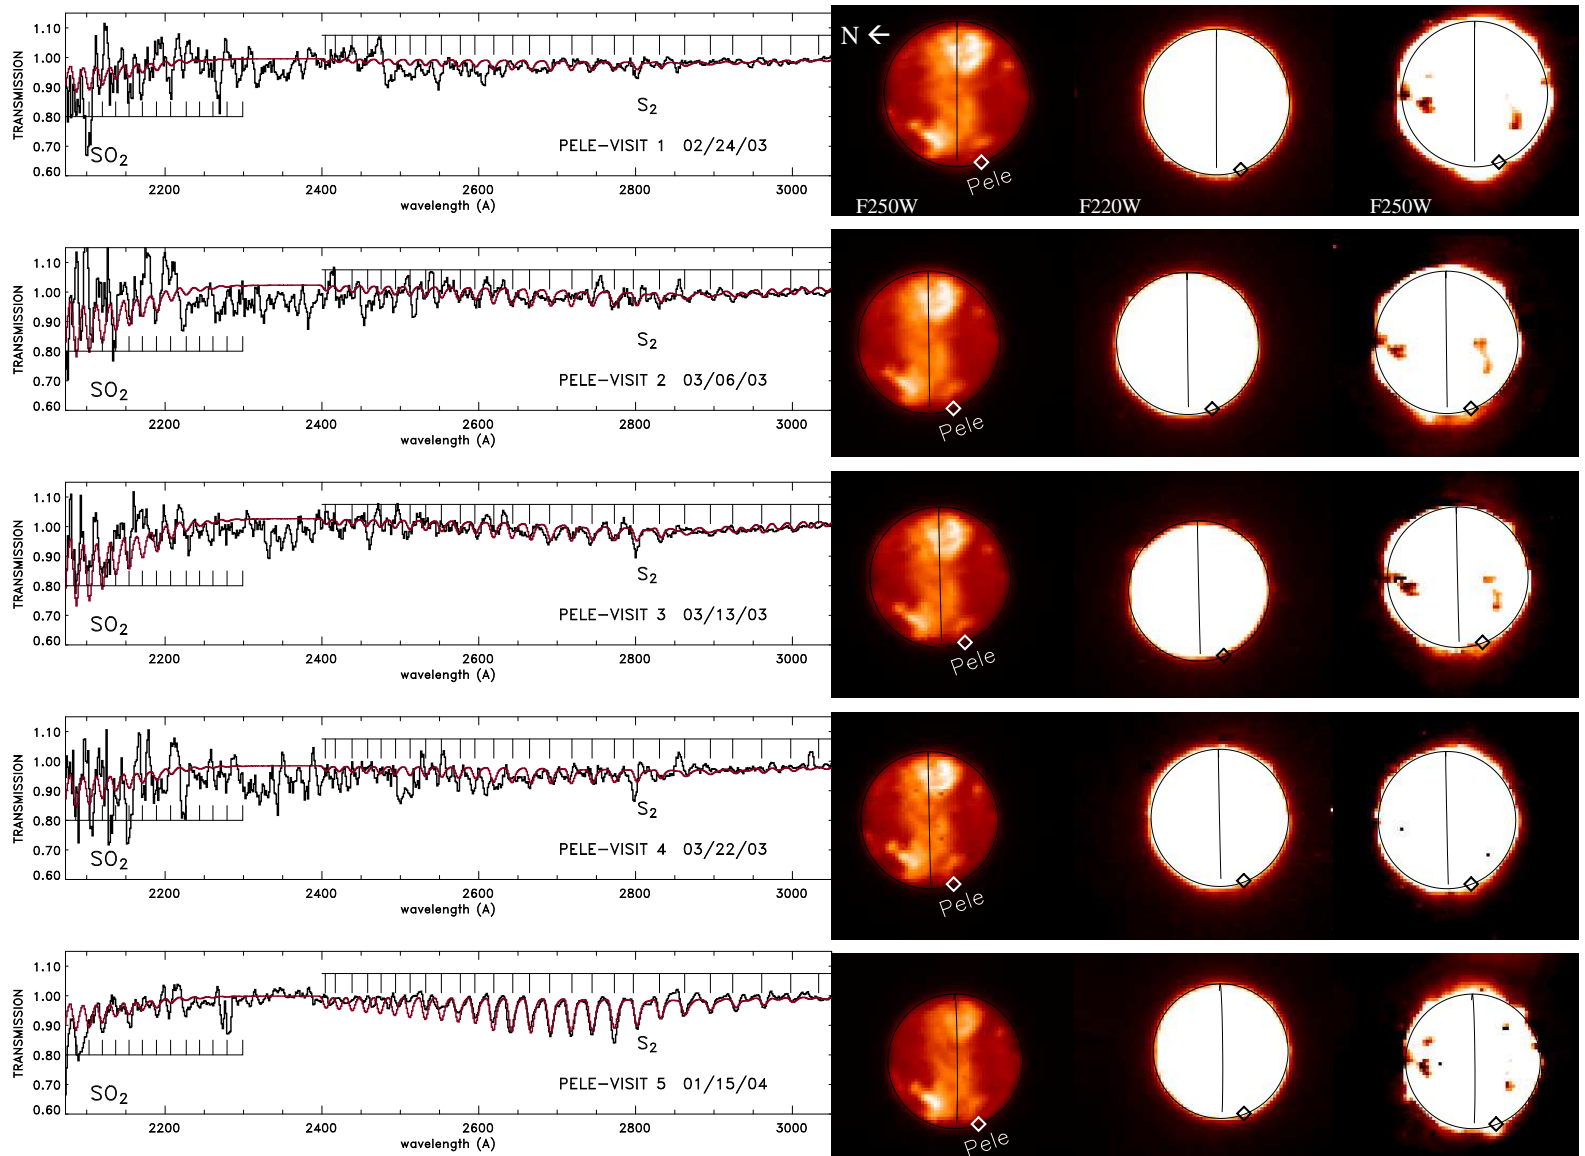 TRANSMISSION
1.10
1.00
0.90
0.80
0.70
0.60
SO2
S2
PELE-VISIT 1 02/24/03
2200 2400 2600 2800 3000
wavelength (A)
N ←
Pele
F250W F220W F250W
TRANSMISSION
1.10
1.00
0.90
0.80
0.70
0.60
S2
SO2
PELE-VISIT 2 03/06/03
2200 2400 2600 2800 3000
wavelength (A)
Pele
TRANSMISSION
1.10
1.00
0.90
0.80
0.70
0.60
S2
SO2
PELE-VISIT 3 03/13/03
2200 2400 2600 2800 3000
wavelength (A)
Pele
TRANSMISSION
1.10
1.00
0.90
0.80
0.70
0.60
S2
SO2
PELE-VISIT 4 03/22/03
2200 2400 2600 2800 3000
wavelength (A)
Pele
TRANSMISSION
1.10
1.00
0.90
0.80
0.70
0.60
S2
SO2
PELE-VISIT 5 01/15/04
2200 2400 2600 2800 3000
wavelength (A)
Pele